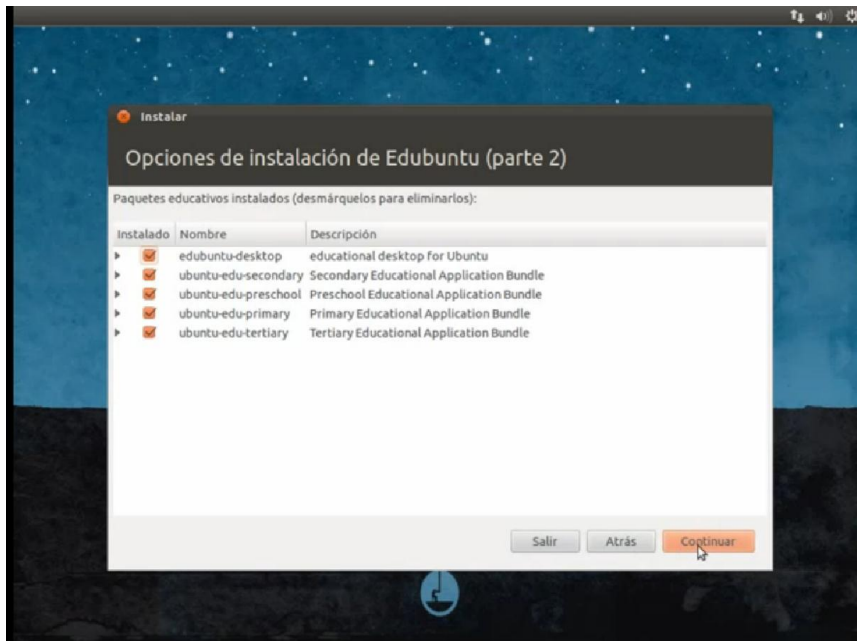 Instalar
Opciones de instalación de Edubuntu (parte 2)
Paquetes educativos instalados (desmárquelos para eliminarlos):
Instalado Nombre Descripción
edubuntu-desktop educational desktop for Ubuntu
ubuntu-edu-secondary Secondary Educational Application Bundle
ubuntu-edu-preschool Preschool Educational Application Bundle
ubuntu-edu-primary Primary Educational Application Bundle
ubuntu-edu-tertiary Tertiary Educational Application Bundle
Salir Atrás Continuar